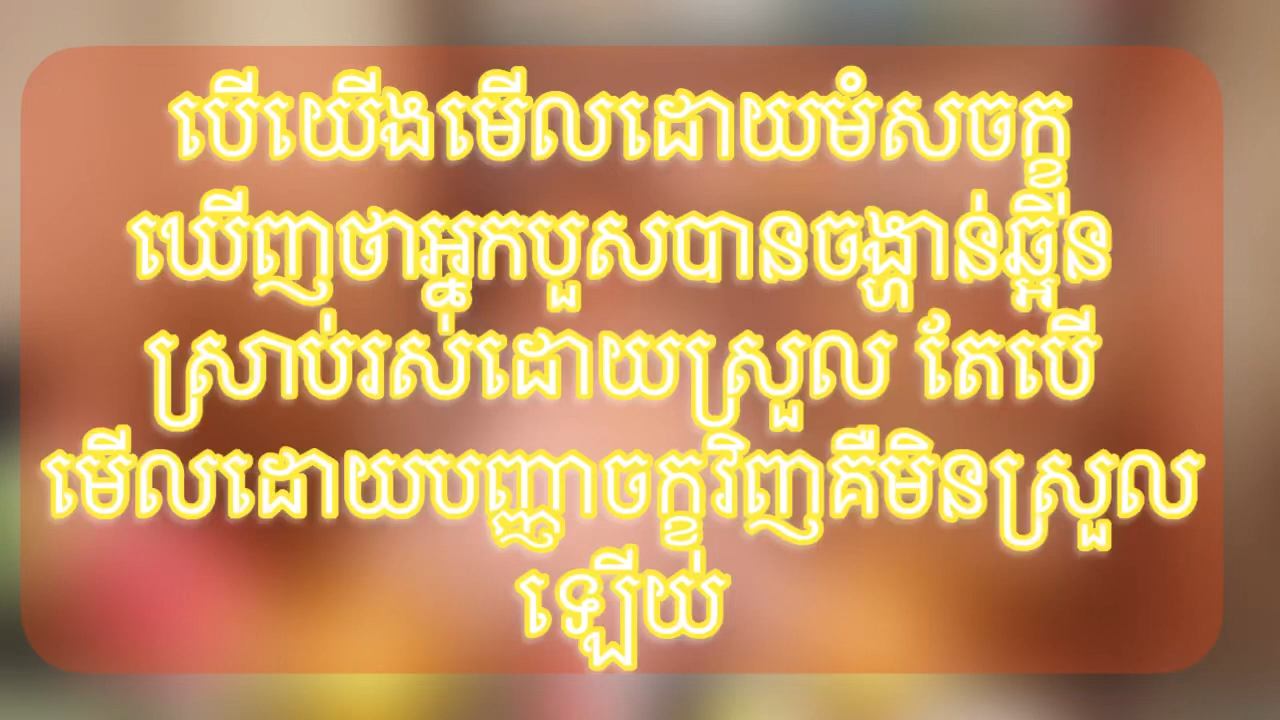 បើយើងមើលដោយមំសចក្ខុ
ឃើញថាអ្នកបួសបានចង្ហាន់ឆ្អើន
ស្រាប់រស់ដោយស្រួល តែបើ
មើលដោយបញ្ញាចក្ខុវិញគឺមិនស្រួល
ឡើយ